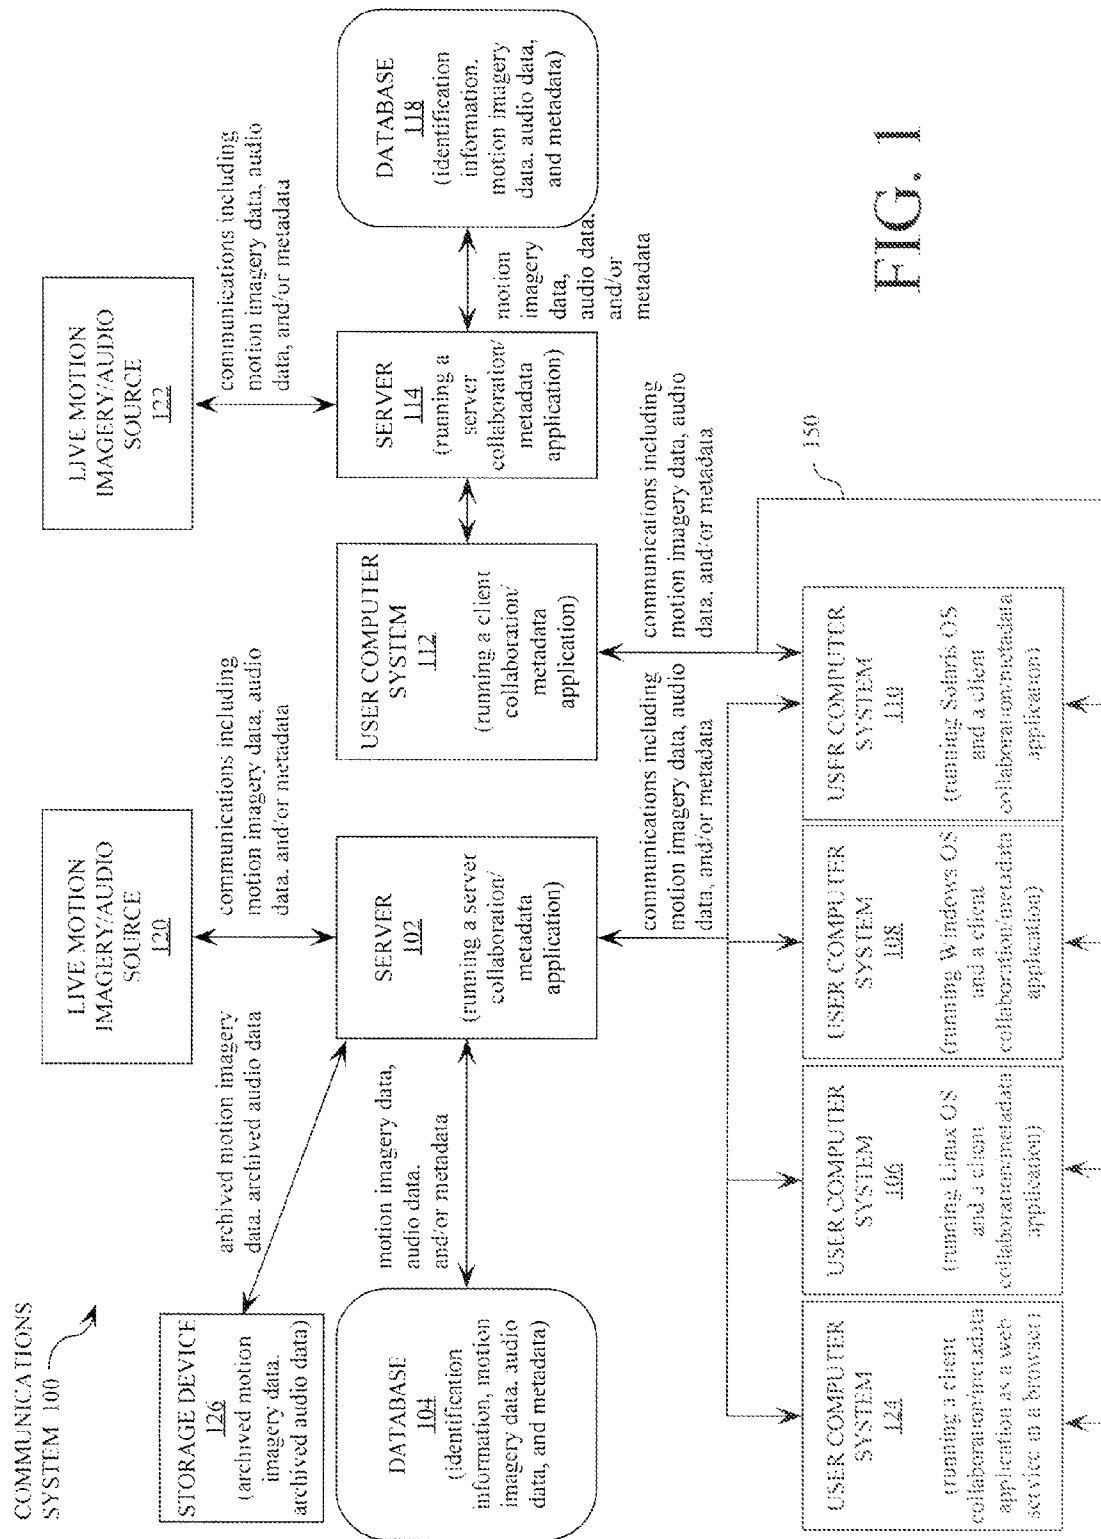 COMMUNICATIONS
SYSTEM 100
LIVE MOTION
IMAGERY/AUDIO
SOURCE
120
LIVE MOTION
IMAGERY/AUDIO
SOURCE
122
archived motion imagery
data, archived audio data
communications including
motion imagery data, audio
data, and/or metadata
communications including
motion imagery data, audio
data, and/or metadata
STORAGE DEVICE
126
(archived motion
imagery data.
archived audio data)
DATABASE
104
(identification
information, motion
imagery data, audio
data, and metadata)
motion imagery data,
audio data.
and/or metadata
SERVER
102
(running a server
collaboration/
metadata
application)
USER COMPUTER
SYSTEM
112
(running a client
collaboration/
metadata
application)
SERVER
114
(running a
server
collaboration/
metadata
application)
motion
imagery
data,
audio data.
and/or
metadata
DATABASE
118
(identification
information.
motion imagery
data. audio data,
and metadata)
communications including
motion imagery data, audio
data, and/or metadata
communications including
motion imagery data, audio
data, and/or metadata
150
USER COMPUTER
SYSTEM
124
(running a client
collaboration/metadata
application as a web
service in a browser)
USER COMPUTER
SYSTEM
106
(running Linux OS
and a client
collaboration/metadata
application)
USER COMPUTER
SYSTEM
108
(running Windows OS
and a client
collaboration/metadata
application)
USER COMPUTER
SYSTEM
110
(running Solaris OS
and a client
collaboration/metadata
application)
FIG. 1